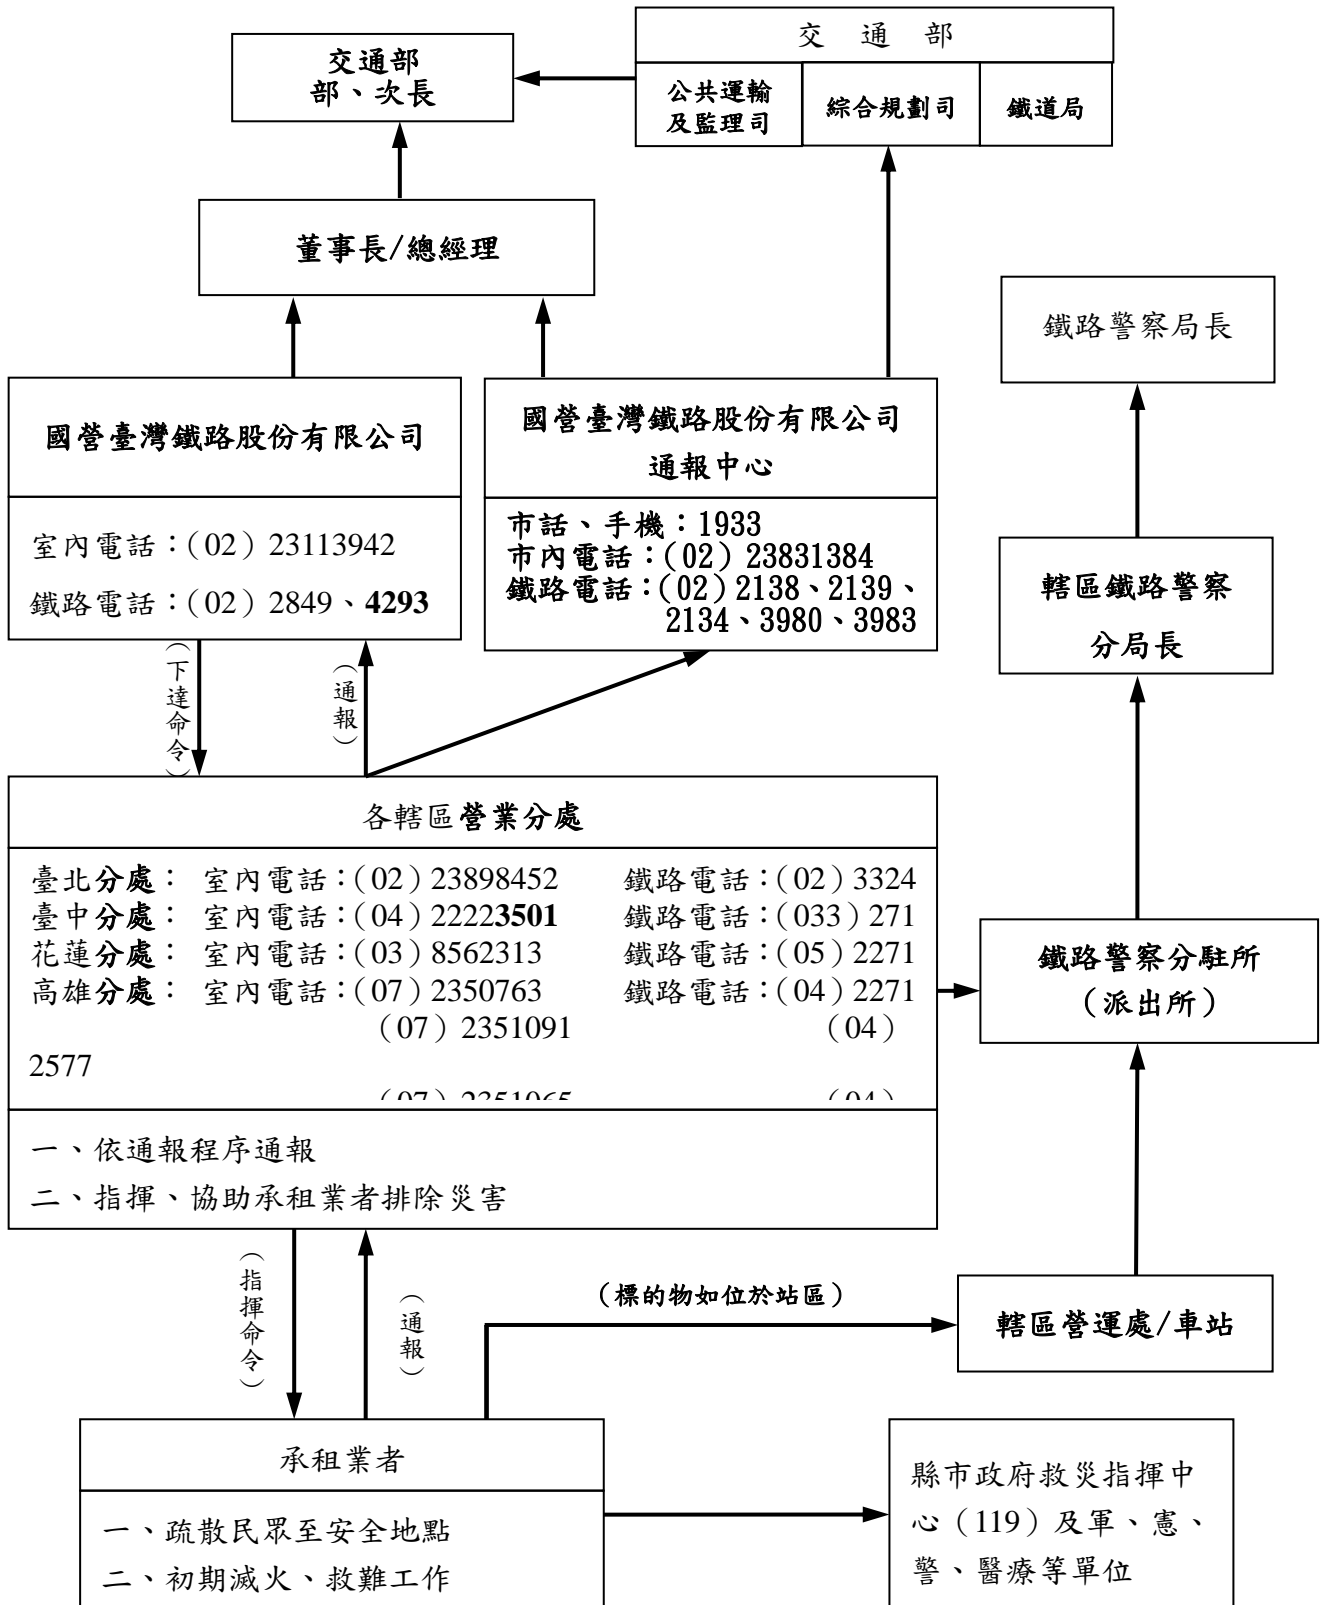 交通部
部、次長
交 通 部
公共運輸
及監理司
綜合規劃司
鐵道局
董事長/總經理
鐵路警察局長
國營臺灣鐵路股份有限公司
室內電話：(02) 23113942
鐵路電話：(02) 2849、4293
國營臺灣鐵路股份有限公司
通報中心
市話、手機：1933
市內電話：(02) 23831384
鐵路電話：(02) 2138、2139、
2134、3980、3983
轄區鐵路警察
分局長
（下達命令）
（通報）
各轄區營業分處
臺北分處： 室內電話：(02) 23898452 鐵路電話：(02) 3324
臺中分處： 室內電話：(04) 22223501 鐵路電話：(033) 271
花蓮分處： 室內電話：(03) 8562313 鐵路電話：(05) 2271
高雄分處： 室內電話：(07) 2350763 鐵路電話：(04) 2271
(07) 2351091 (04)
2577
(07) 2351065 (04)
一、依通報程序通報
二、指揮、協助承租業者排除災害
鐵路警察分駐所
（派出所）
（指揮命令）
（通報）
（標的物如位於站區）
轄區營運處/車站
承租業者
一、疏散民眾至安全地點
二、初期滅火、救難工作
縣市政府救災指揮中
心（119）及軍、憲、
警、醫療等單位